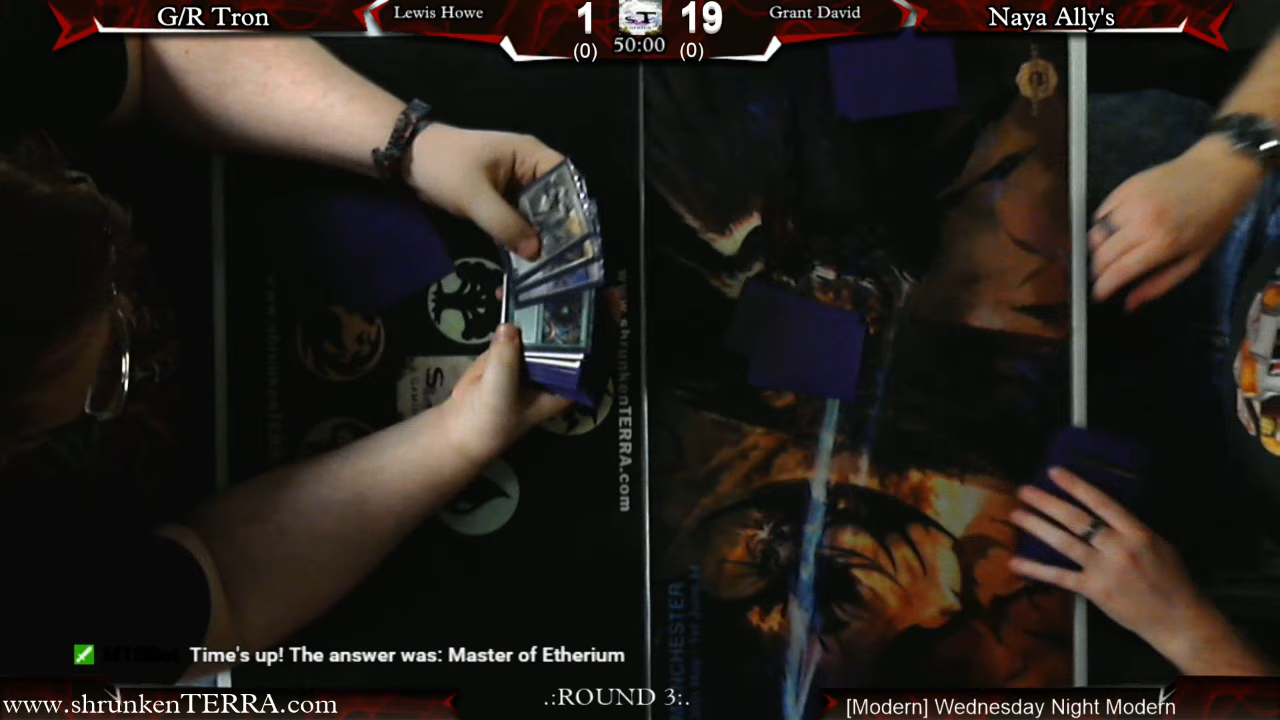 G/R Tron
Lewis Howe
1
19
Grant David
Naya Ally's
(0)
50:00
(0)
www.shrunkenTERRA.com
MANCHESTER
Time's up! The answer was: Master of Etherium
www.shrunkenTERRA.com
.:ROUND 3:.
[Modern] Wednesday Night Modern